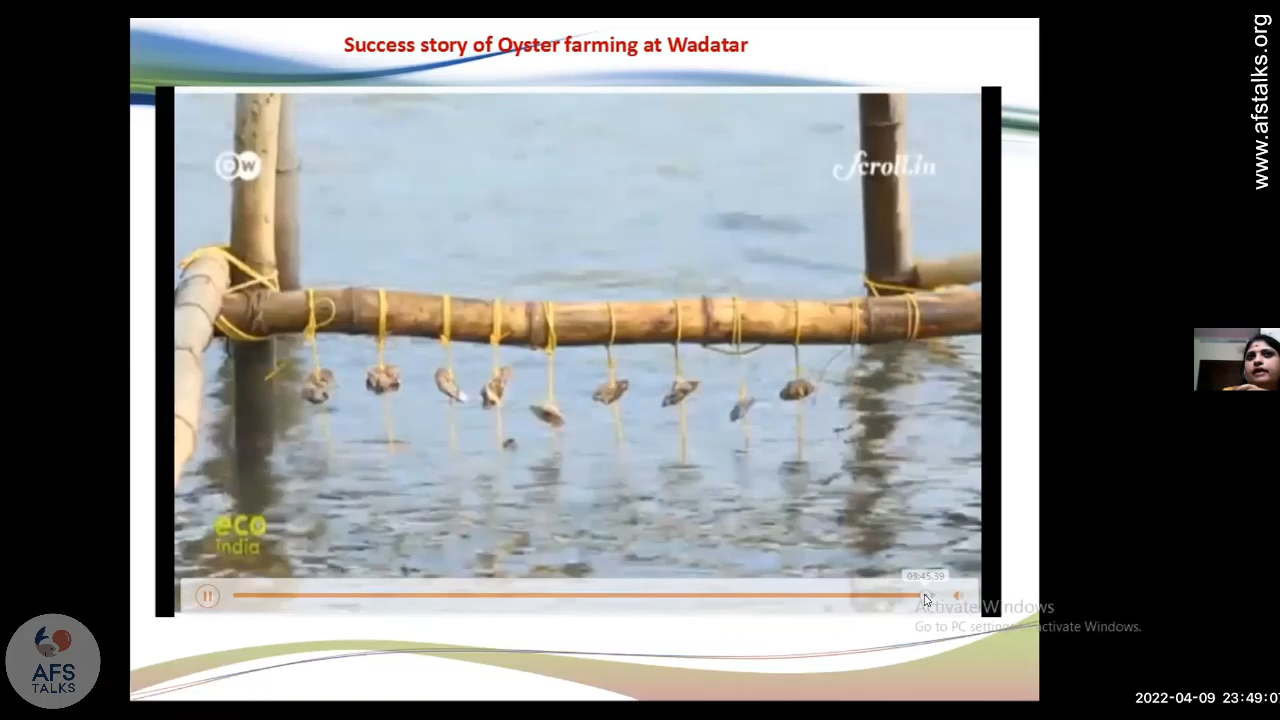 Success story of Oyster farming at Wadatar
www.afstalks.org
DW
Scroll.in
eco
india
03:45.39
Activate Windows
Go to PC settings activate Windows.
AFS
TALKS
2022-04-09 23:49:0